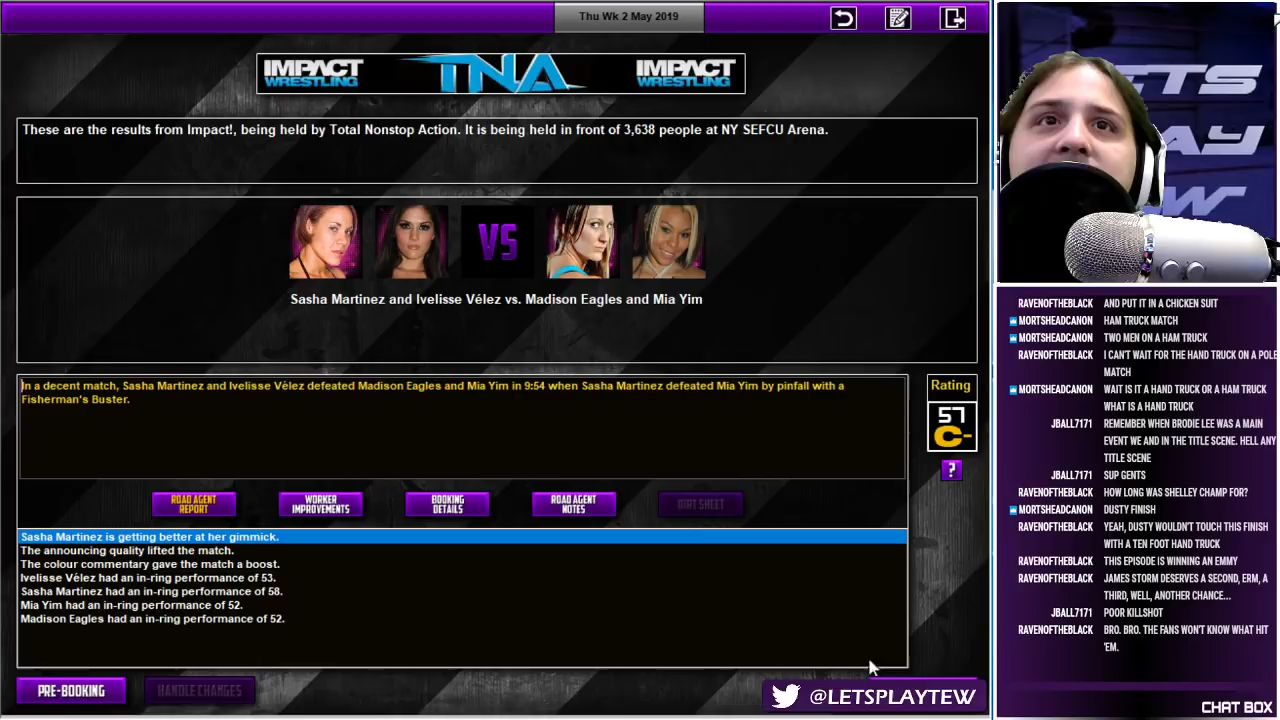 Thu Wk 2 May 2019
IMPACT WRESTLING TNA IMPACT WRESTLING
These are the results from Impact!, being held by Total Nonstop Action. It is being held in front of 3,638 people at NY SEFCU Arena.
VS
Sasha Martinez and Ivelisse Vélez vs. Madison Eagles and Mia Yim
In a decent match, Sasha Martinez and Ivelisse Vélez defeated Madison Eagles and Mia Yim in 9:54 when Sasha Martinez defeated Mia Yim by pinfall with a
Fisherman's Buster.
Rating
57
C-
?
ROAD AGENT REPORT
WORKER IMPROVEMENTS
BOOKING DETAILS
ROAD AGENT NOTES
DIRT SHEET
Sasha Martinez is getting better at her gimmick.
The announcing quality lifted the match.
The colour commentary gave the match a boost.
Ivelisse Vélez had an in-ring performance of 53.
Sasha Martinez had an in-ring performance of 58.
Mia Yim had an in-ring performance of 52.
Madison Eagles had an in-ring performance of 52.
PRE-BOOKING
HANDLE CHANGES
@LETSPLAYTEW
RAVENOFTHEBLACK AND PUT IT IN A CHICKEN SUIT
MORTSHEADCANON HAM TRUCK MATCH
MORTSHEADCANON TWO MEN ON A HAM TRUCK
RAVENOFTHEBLACK I CAN'T WAIT FOR THE HAND TRUCK ON A POLE
MATCH
MORTSHEADCANON WAIT IS IT A HAND TRUCK OR A HAM TRUCK
WHAT IS A HAND TRUCK
JBALL7171 REMEMBER WHEN BRODIE LEE WAS A MAIN
EVENT WE AND IN THE TITLE SCENE. HELL ANY
TITLE SCENE
JBALL7171 SUP GENTS
RAVENOFTHEBLACK HOW LONG WAS SHELLEY CHAMP FOR?
MORTSHEADCANON DUSTY FINISH
RAVENOFTHEBLACK YEAH, DUSTY WOULDN'T TOUCH THIS FINISH
WITH A TEN FOOT HAND TRUCK
RAVENOFTHEBLACK THIS EPISODE IS WINNING AN EMMY
RAVENOFTHEBLACK JAMES STORM DESERVES A SECOND, ERM, A
THIRD, WELL, ANOTHER CHANCE...
JBALL7171 POOR KILLSHOT
RAVENOFTHEBLACK BRO. BRO. THE FANS WON'T KNOW WHAT HIT
'EM.
CHAT BOX